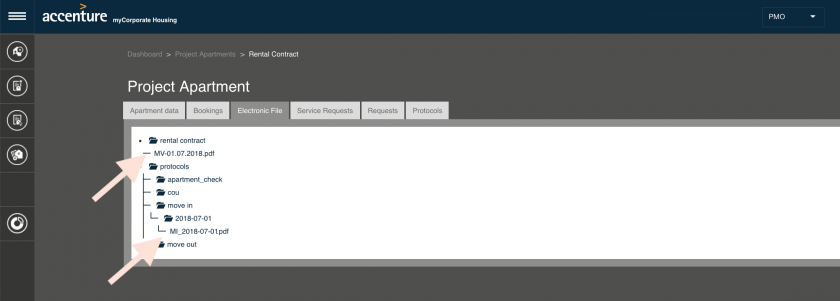 accenture myCorporate Housing PMO
Dashboard > Project Apartments > Rental Contract
Project Apartment
Apartment data Bookings Electronic File Service Requests Requests Protocols
rental contract
MV-01.07.2018.pdf
protocols
apartment_check
cou
move in
2018-07-01
MI_2018-07-01.pdf
move out